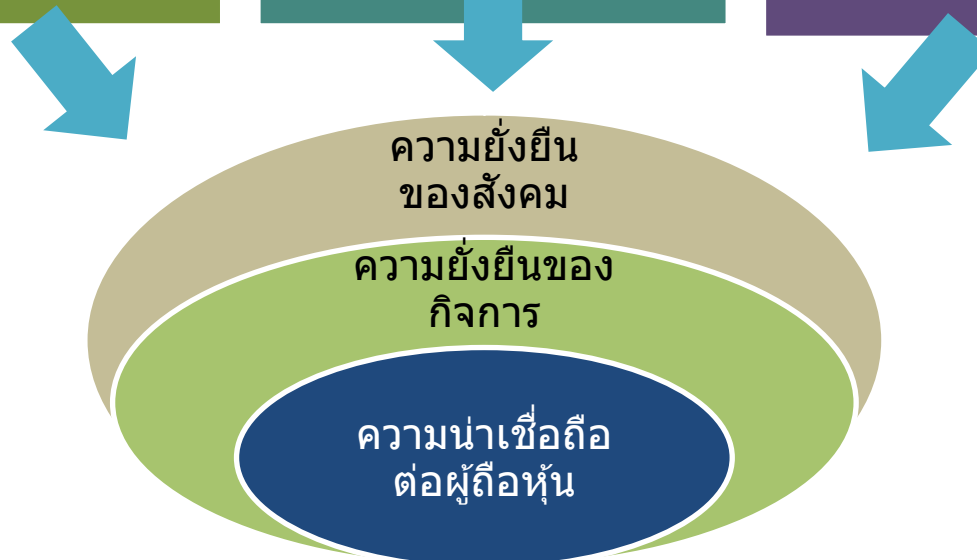 ความยั่งยืน
ของสังคม
ความยั่งยืนของ
กิจการ
ความน่าเชื่อถือ
ต่อผู้ถือหุ้น